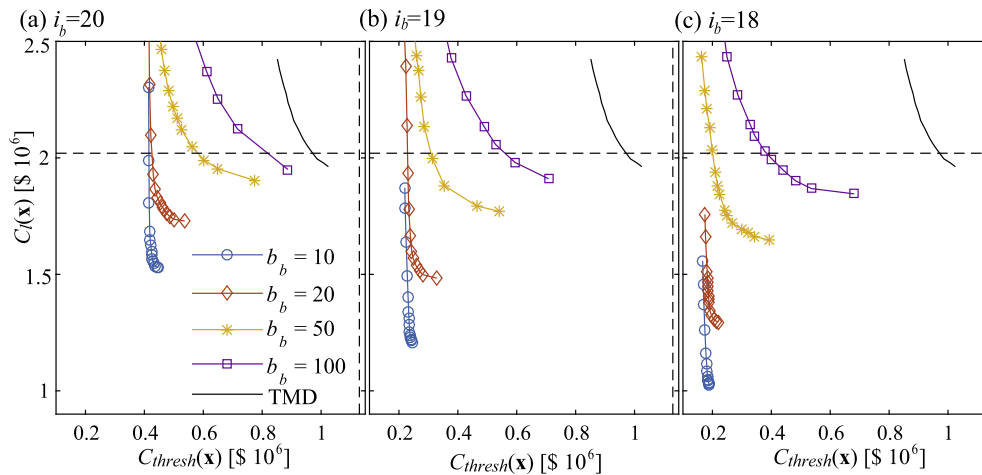 (a) i_b=20
(b) i_b=19
(c) i_b=18
2.5
2
1.5
1
C_l(x) [$ 10^6]
b_b = 10
b_b = 20
b_b = 50
b_b = 100
TMD
0.2 0.4 0.6 0.8 1
0.2 0.4 0.6 0.8 1
0.2 0.4 0.6 0.8 1
C_thresh(x) [$ 10^6]
C_thresh(x) [$ 10^6]
C_thresh(x) [$ 10^6]